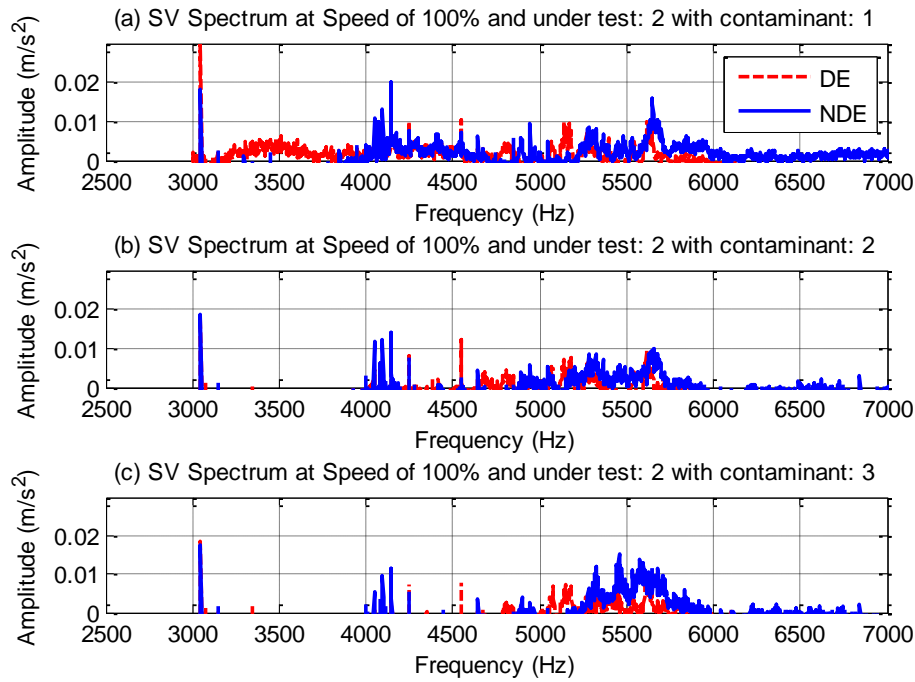 (a) SV Spectrum at Speed of 100% and under test: 2 with contaminant: 1
Amplitude (m/s²)
0.02
0.01
0
DE
NDE
2500 3000 3500 4000 4500 5000 5500 6000 6500 7000
Frequency (Hz)
(b) SV Spectrum at Speed of 100% and under test: 2 with contaminant: 2
Amplitude (m/s²)
0.02
0.01
0
2500 3000 3500 4000 4500 5000 5500 6000 6500 7000
Frequency (Hz)
(c) SV Spectrum at Speed of 100% and under test: 2 with contaminant: 3
Amplitude (m/s²)
0.02
0.01
0
2500 3000 3500 4000 4500 5000 5500 6000 6500 7000
Frequency (Hz)